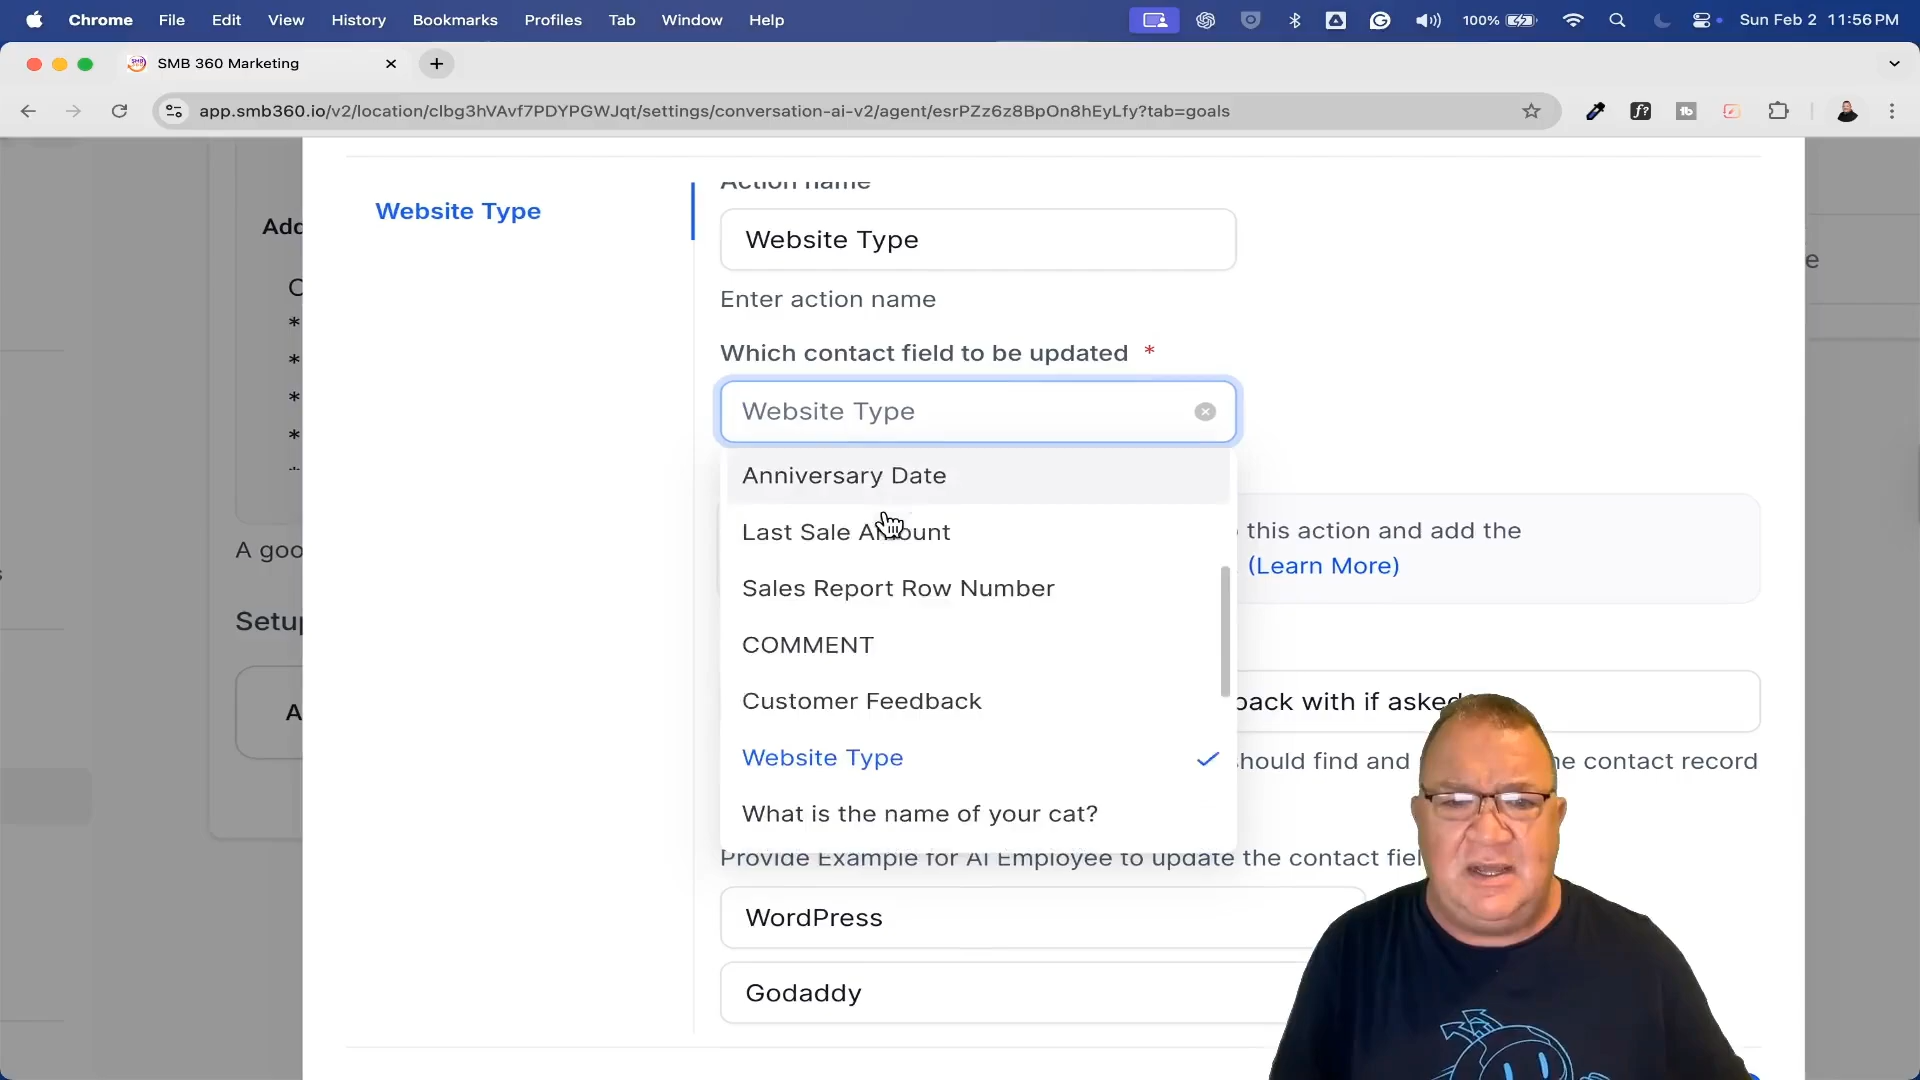 Chrome File Edit View History Bookmarks Profiles Tab Window Help 100% Sun Feb 2 11:56 PM
SMB 360 Marketing
app.smb360.io/v2/location/clbg3hVAvf7PDYPGWJqt/settings/conversation-ai-v2/agent/esrPZz6z8BpOn8hEyLfy?tab=goals
Action name
Website Type
Website Type
Enter action name
Which contact field to be updated *
Website Type
Anniversary Date
Last Sale Amount
this action and add the
(Learn More)
Sales Report Row Number
COMMENT
Customer Feedback
back with if asked
Website Type
should find and
he contact record
What is the name of your cat?
Provide Example for AI Employee to update the contact fiel
WordPress
Godaddy
Add
*
*
*
*
A goo
Setup
A